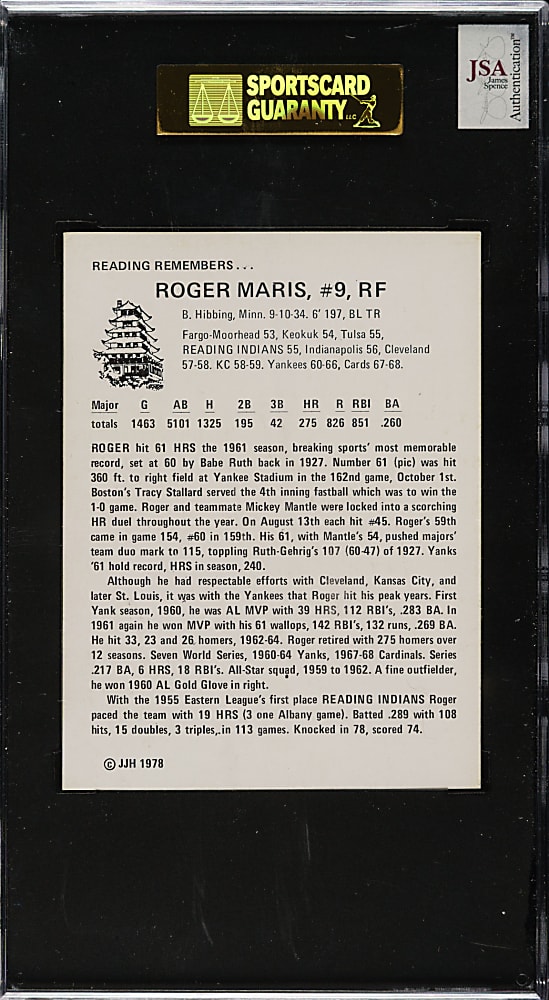 SPORTSCARD
GUARANTY LLC
JSA
James
Spence
Authentication™
READING REMEMBERS...
ROGER MARIS, #9, RF
B. Hibbing, Minn. 9-10-34. 6' 197, BL TR
Fargo-Moorhead 53, Keokuk 54, Tulsa 55,
READING INDIANS 55, Indianapolis 56, Cleveland
57-58. KC 58-59. Yankees 60-66, Cards 67-68.
Major G AB H 2B 3B HR R RBI BA
totals 1463 5101 1325 195 42 275 826 851 .260
ROGER hit 61 HRS the 1961 season, breaking sports' most memorable
record, set at 60 by Babe Ruth back in 1927. Number 61 (pic) was hit
360 ft. to right field at Yankee Stadium in the 162nd game, October 1st.
Boston's Tracy Stallard served the 4th inning fastball which was to win the
1-0 game. Roger and teammate Mickey Mantle were locked into a scorching
HR duel throughout the year. On August 13th each hit #45. Roger's 59th
came in game 154, #60 in 159th. His 61, with Mantle's 54, pushed majors'
team duo mark to 115, toppling Ruth-Gehrig's 107 (60-47) of 1927. Yanks
'61 hold record, HRS in season, 240.
Although he had respectable efforts with Cleveland, Kansas City, and
later St. Louis, it was with the Yankees that Roger hit his peak years. First
Yank season, 1960, he was AL MVP with 39 HRS, 112 RBI's, .283 BA. In
1961 again he won MVP with his 61 wallops, 142 RBI's, 132 runs, .269 BA.
He hit 33, 23 and 26 homers, 1962-64. Roger retired with 275 homers over
12 seasons. Seven World Series, 1960-64 Yanks, 1967-68 Cardinals. Series
.217 BA, 6 HRS, 18 RBI's. All-Star squad, 1959 to 1962. A fine outfielder,
he won 1960 AL Gold Glove in right.
With the 1955 Eastern League's first place READING INDIANS Roger
paced the team with 19 HRS (3 one Albany game). Batted .289 with 108
hits, 15 doubles, 3 triples, in 113 games. Knocked in 78, scored 74.
© JJH 1978